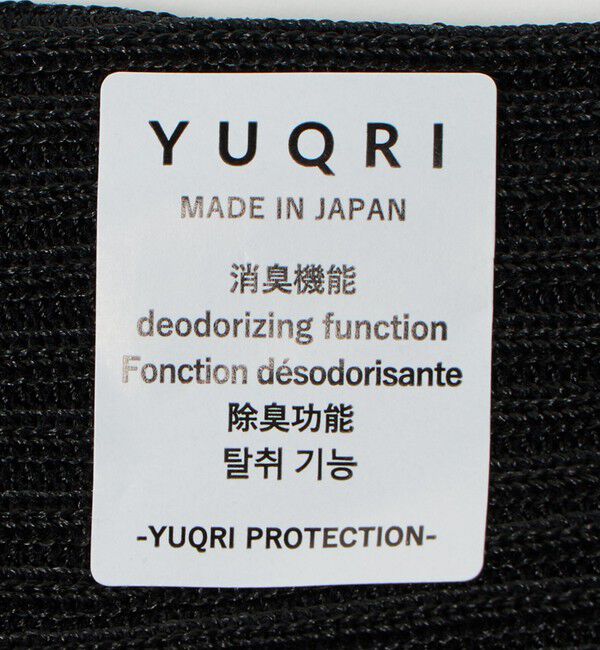 YUQRI
MADE IN JAPAN
消臭機能
deodorizing function
Fonction désodorisante
除臭功能
탈취 기능
-YUQRI PROTECTION-